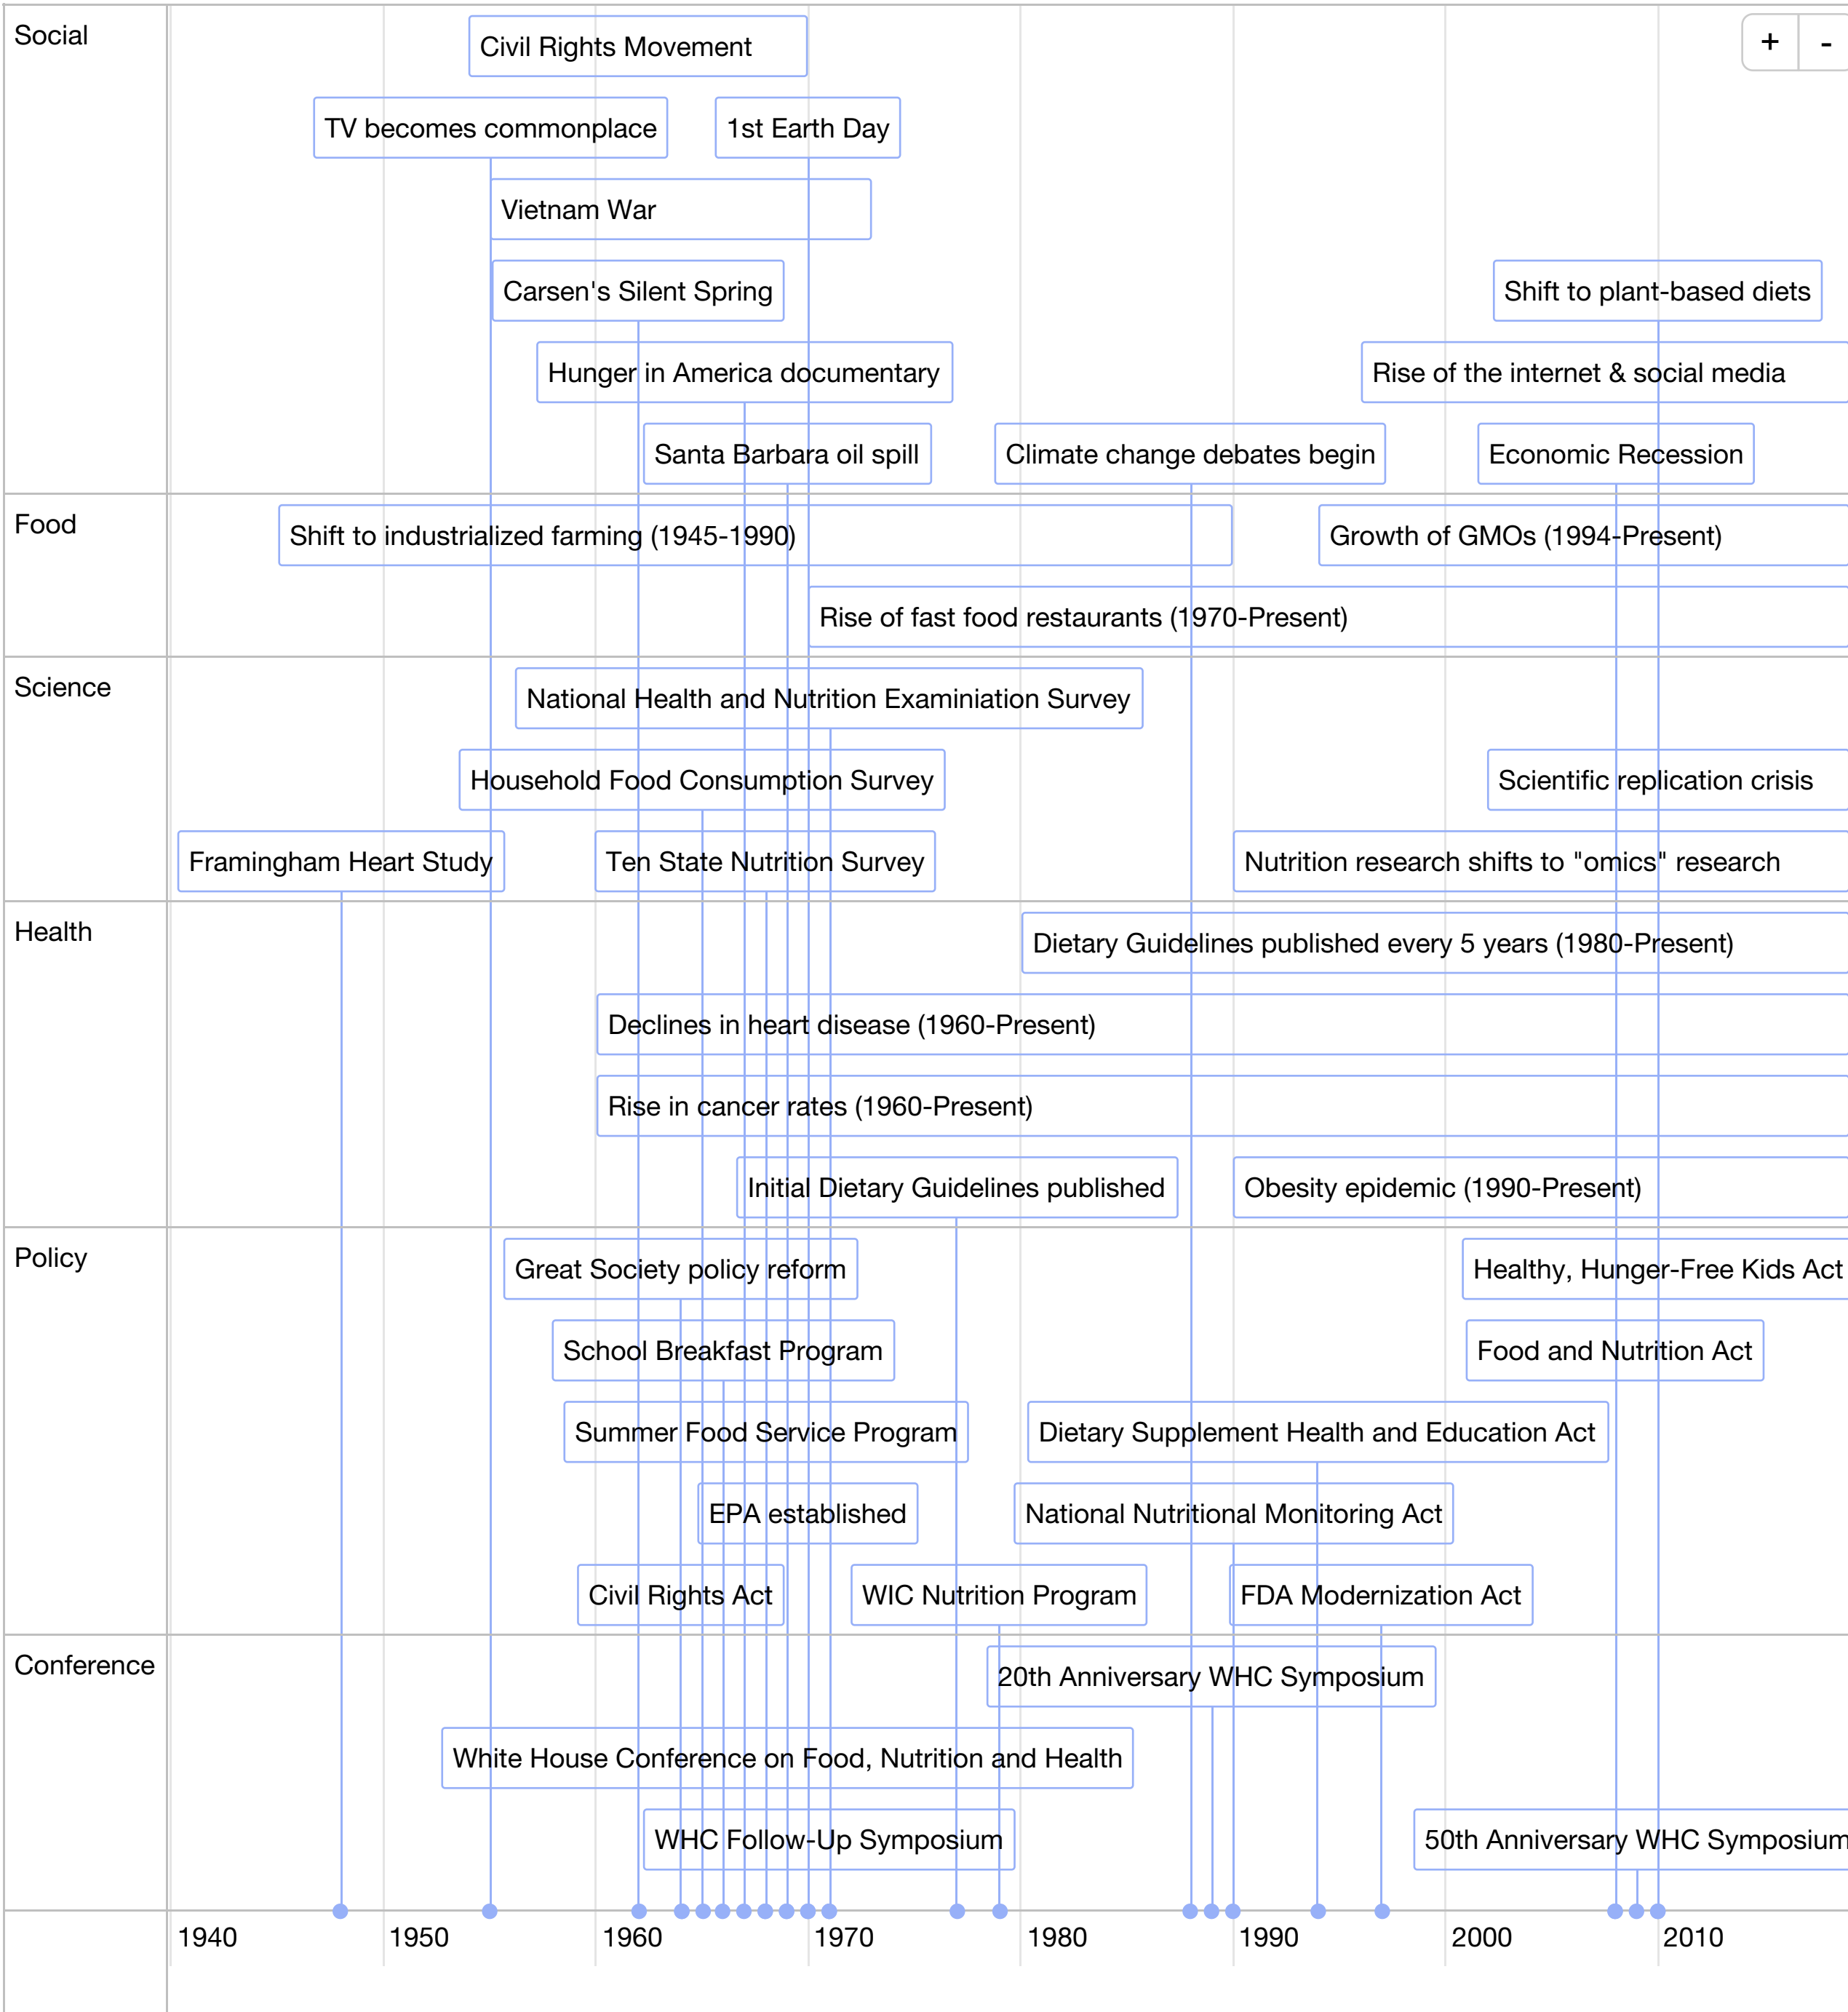 Social
Civil Rights Movement
+ -
TV becomes commonplace
1st Earth Day
Vietnam War
Carsen's Silent Spring
Shift to plant-based diets
Hunger in America documentary
Rise of the internet & social media
Santa Barbara oil spill
Climate change debates begin
Economic Recession
Food
Shift to industrialized farming (1945-1990)
Growth of GMOs (1994-Present)
Rise of fast food restaurants (1970-Present)
Science
National Health and Nutrition Examiniation Survey
Household Food Consumption Survey
Scientific replication crisis
Framingham Heart Study
Ten State Nutrition Survey
Nutrition research shifts to "omics" research
Health
Dietary Guidelines published every 5 years (1980-Present)
Declines in heart disease (1960-Present)
Rise in cancer rates (1960-Present)
Initial Dietary Guidelines published
Obesity epidemic (1990-Present)
Policy
Great Society policy reform
Healthy, Hunger-Free Kids Act
School Breakfast Program
Food and Nutrition Act
Summer Food Service Program
Dietary Supplement Health and Education Act
EPA established
National Nutritional Monitoring Act
Civil Rights Act
WIC Nutrition Program
FDA Modernization Act
Conference
20th Anniversary WHC Symposium
White House Conference on Food, Nutrition and Health
WHC Follow-Up Symposium
50th Anniversary WHC Symposium
1940 1950 1960 1970 1980 1990 2000 2010